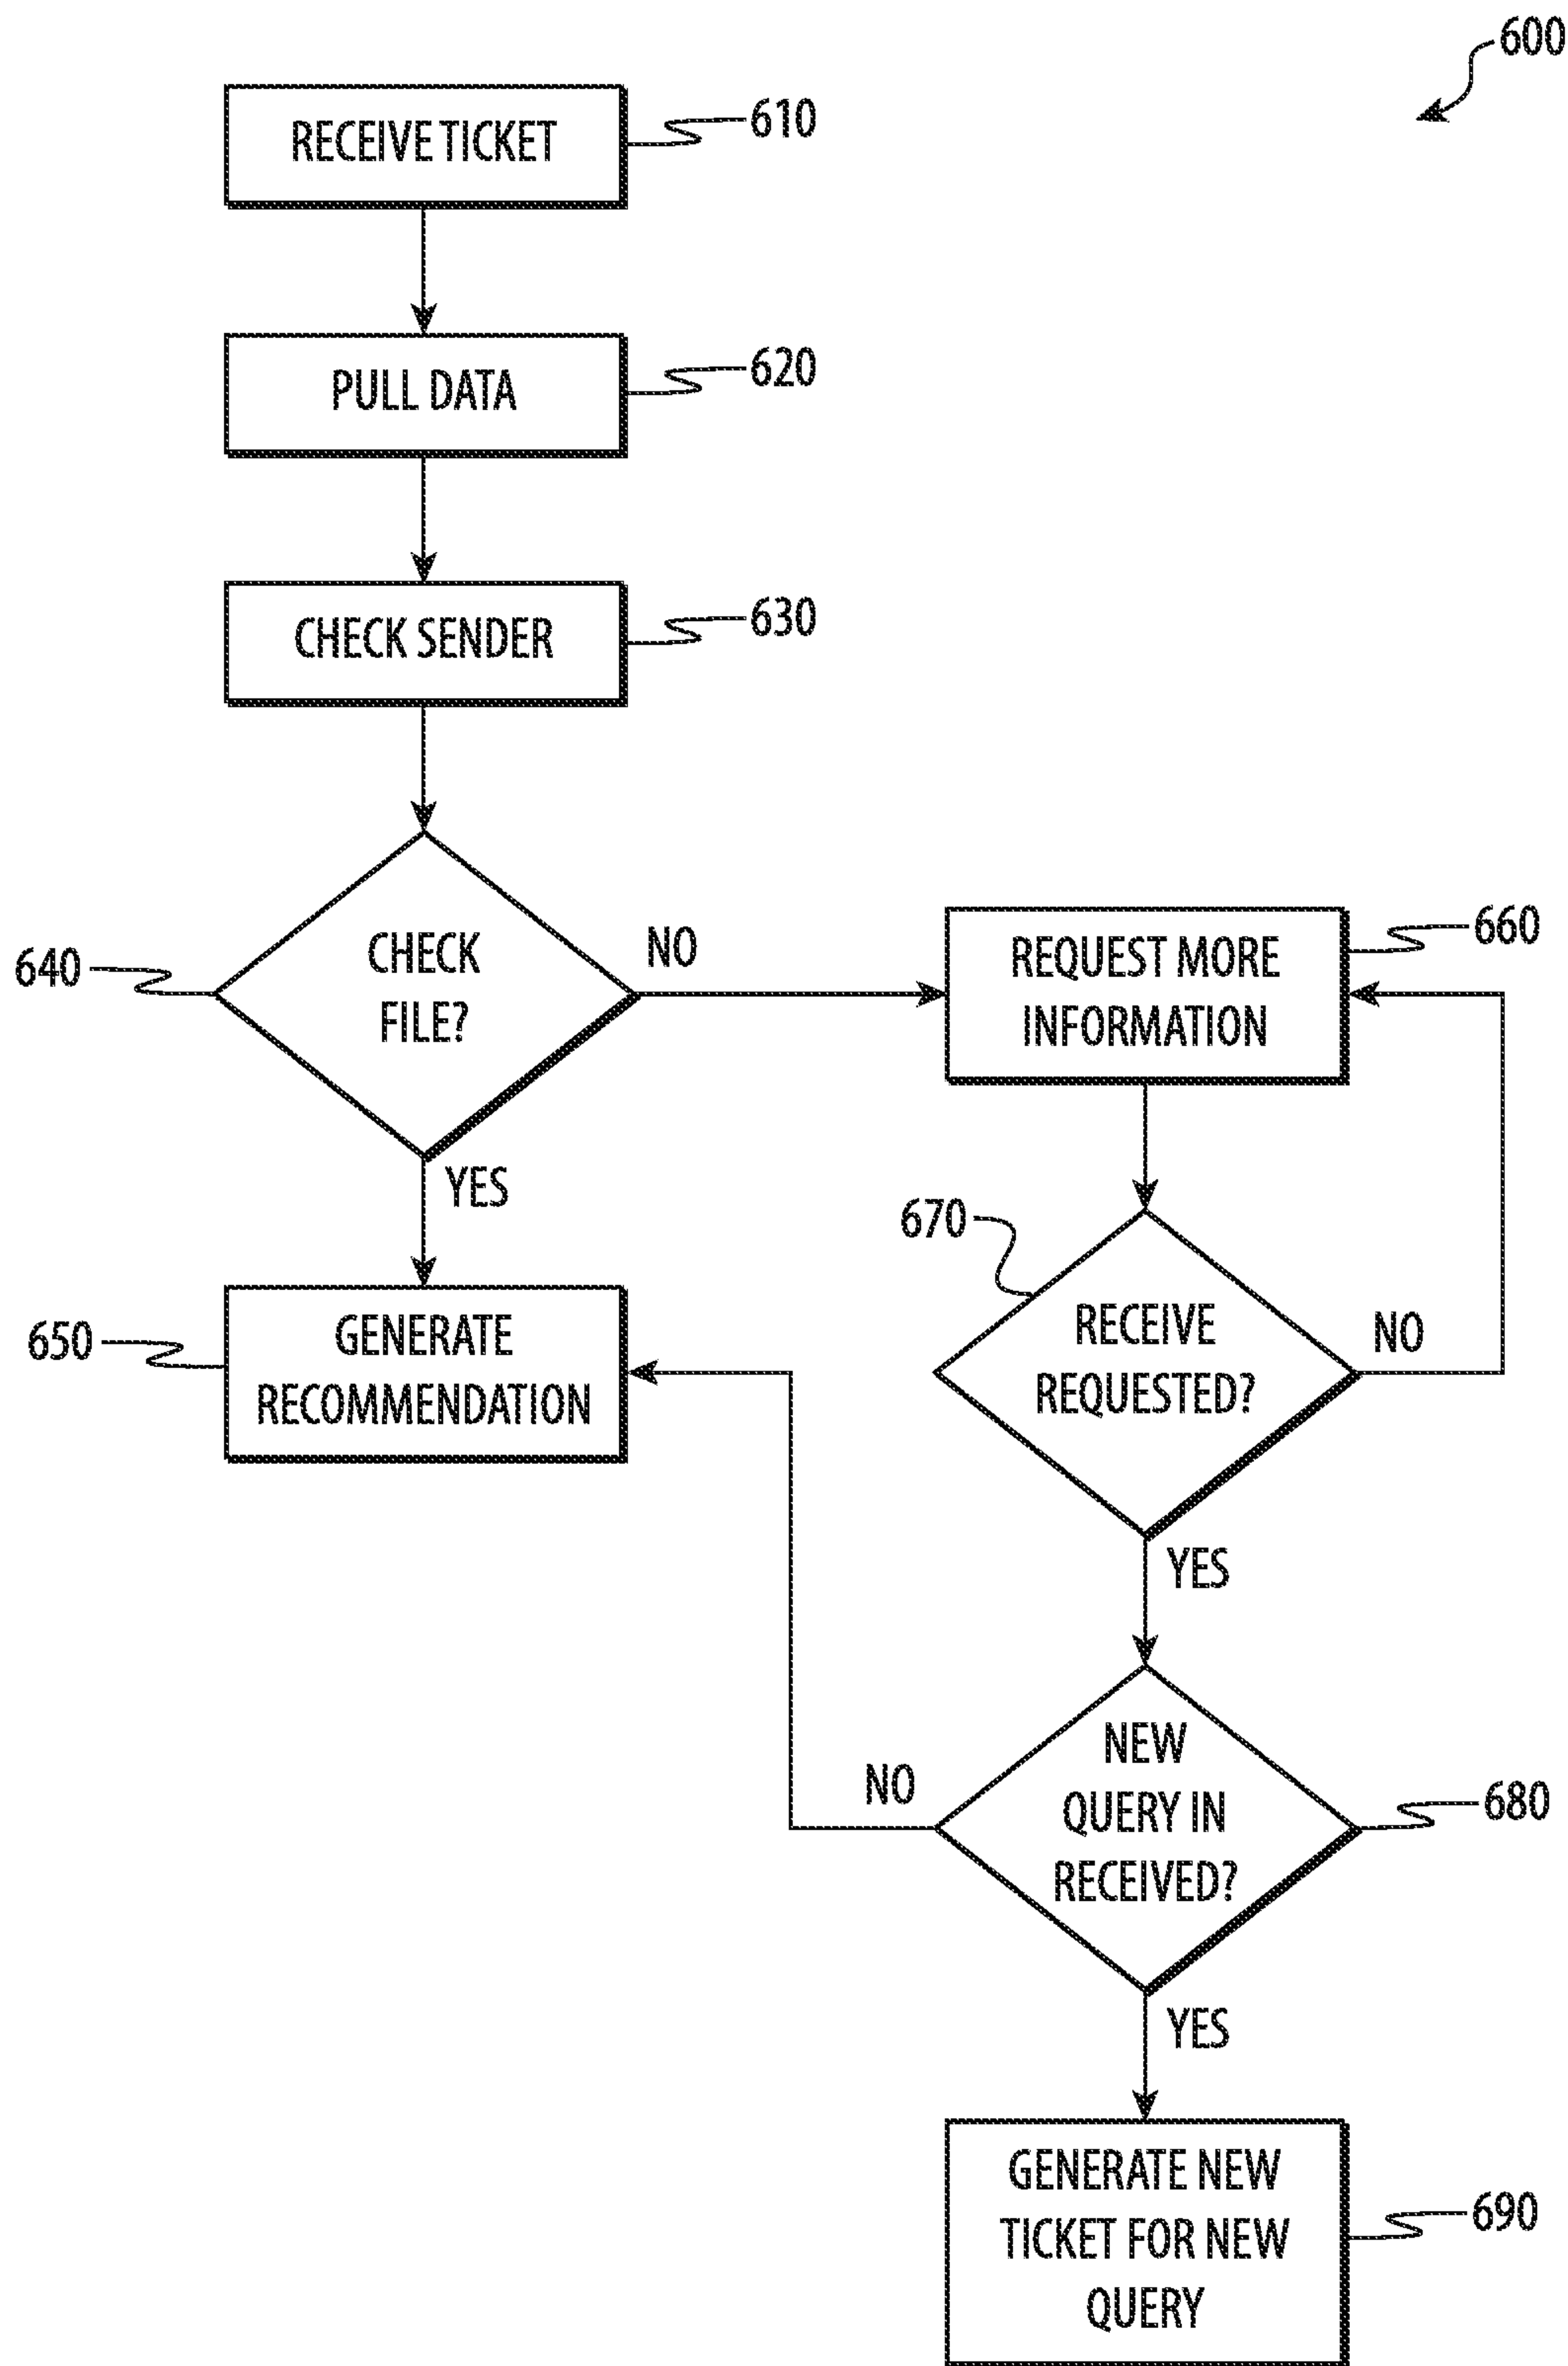 600
RECEIVE TICKET
610
PULL DATA
620
CHECK SENDER
630
640
CHECK
FILE?
NO
YES
REQUEST MORE
INFORMATION
660
650
GENERATE
RECOMMENDATION
670
RECEIVE
REQUESTED?
NO
YES
NEW
QUERY IN
RECEIVED?
NO
680
YES
GENERATE NEW
TICKET FOR NEW
QUERY
690